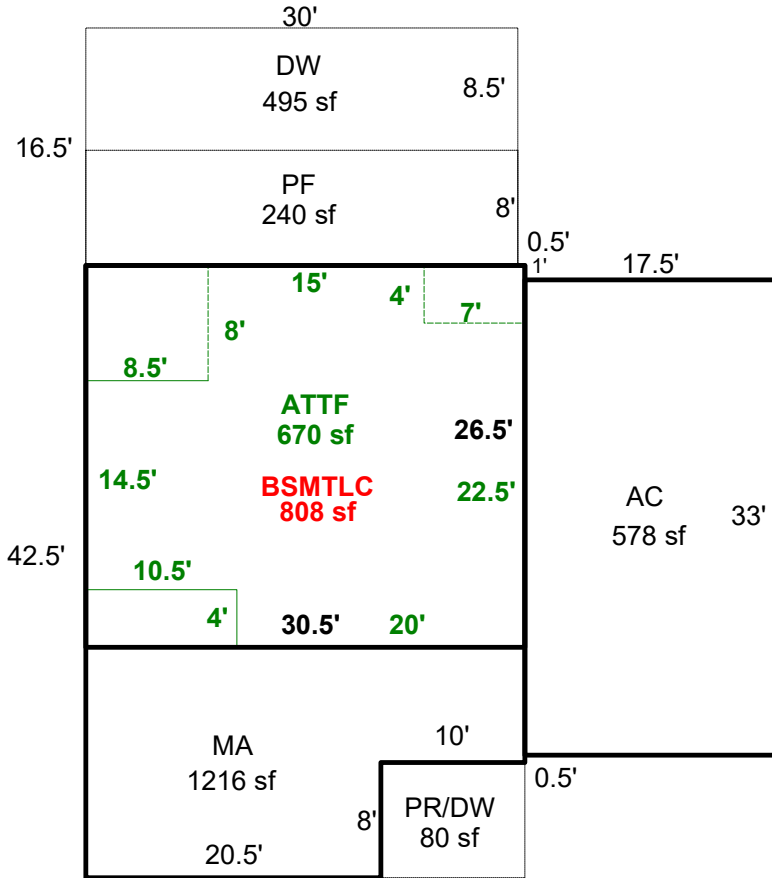 30'
DW
495 sf
8.5'
16.5'
PF
240 sf
8'
0.5'
1'
17.5'
15'
4'
7'
8'
8.5'
ATTF
670 sf
26.5'
14.5'
BSMTLC
808 sf
22.5'
AC
578 sf
33'
42.5'
10.5'
4'
30.5'
20'
MA
1216 sf
10'
0.5'
8'
PR/DW
80 sf
20.5'